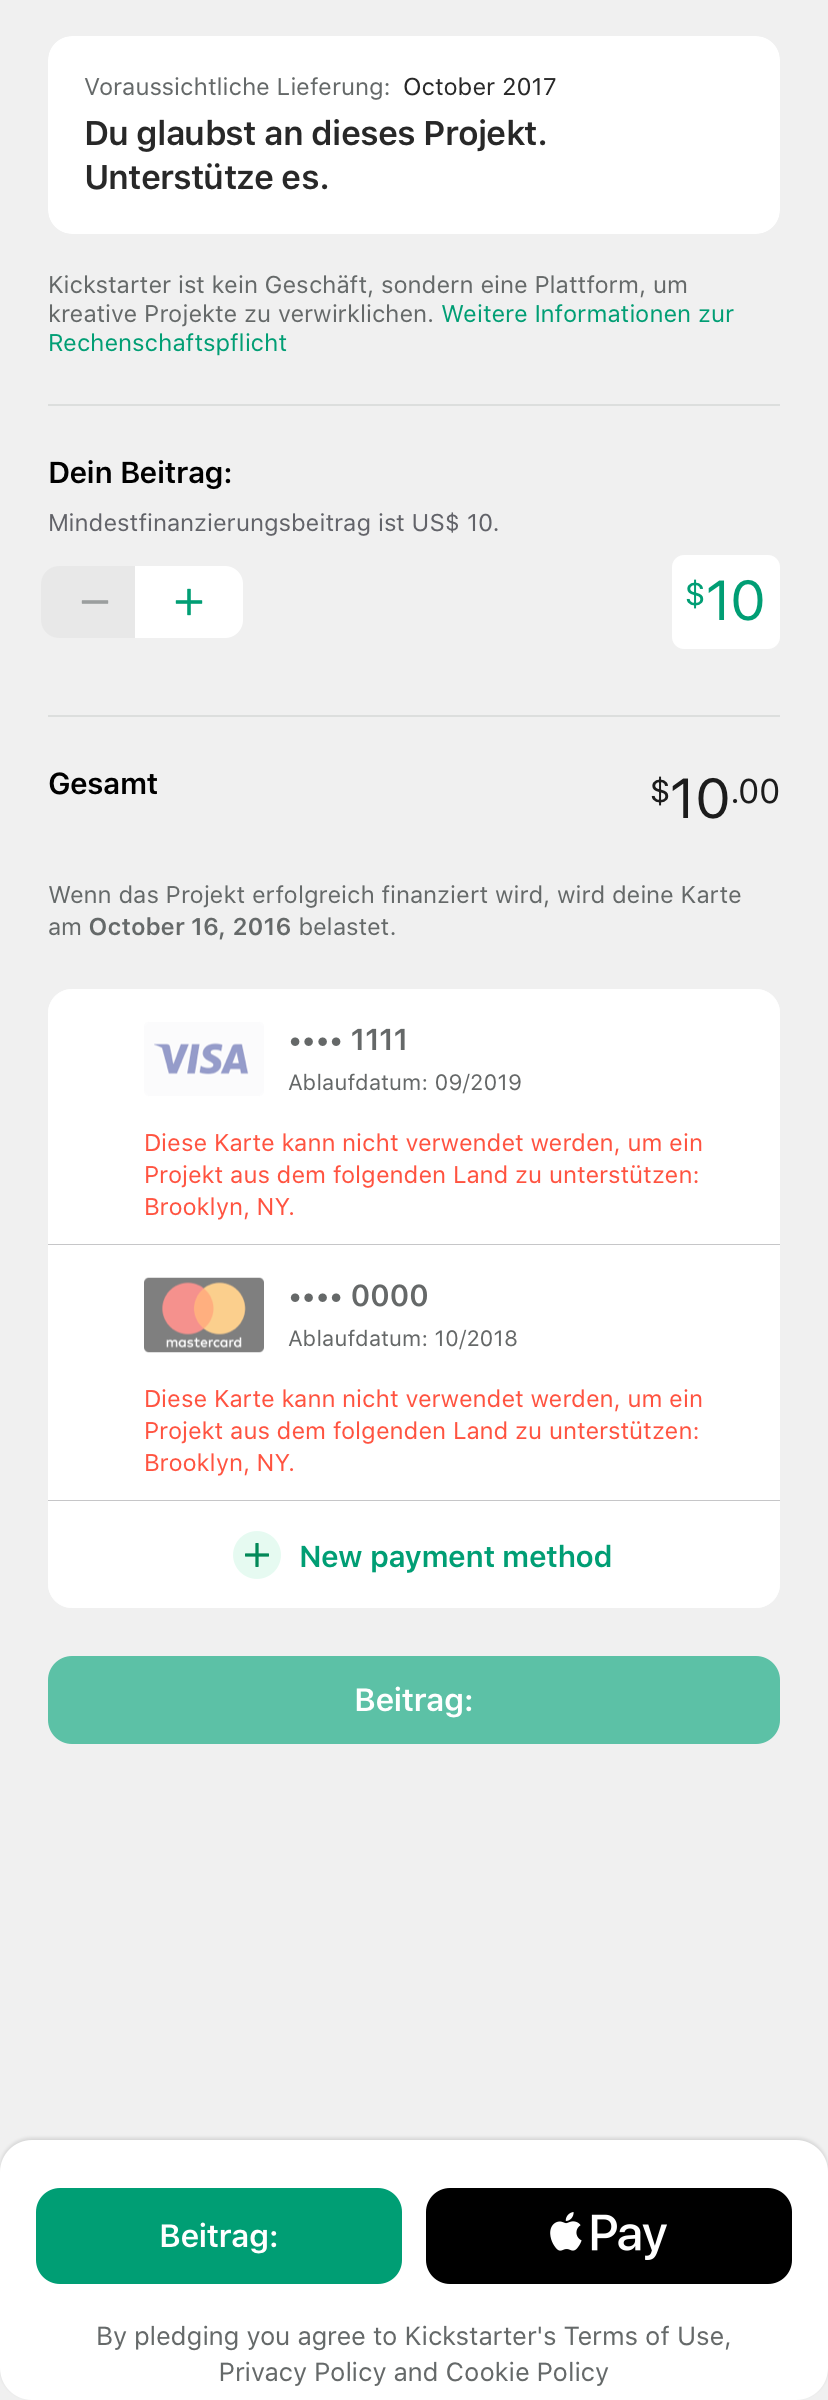 Voraussichtliche Lieferung: October 2017
Du glaubst an dieses Projekt.
Unterstütze es.
Kickstarter ist kein Geschäft, sondern eine Plattform, um
kreative Projekte zu verwirklichen. Weitere Informationen zur
Rechenschaftspflicht
Dein Beitrag:
Mindestfinanzierungsbeitrag ist US$ 10.
− + $10
Gesamt $10.00
Wenn das Projekt erfolgreich finanziert wird, wird deine Karte
am October 16, 2016 belastet.
VISA •••• 1111
Ablaufdatum: 09/2019
Diese Karte kann nicht verwendet werden, um ein
Projekt aus dem folgenden Land zu unterstützen:
Brooklyn, NY.
•••• 0000
mastercard Ablaufdatum: 10/2018
Diese Karte kann nicht verwendet werden, um ein
Projekt aus dem folgenden Land zu unterstützen:
Brooklyn, NY.
+ New payment method
Beitrag:
Beitrag: Pay
By pledging you agree to Kickstarter's Terms of Use,
Privacy Policy and Cookie Policy